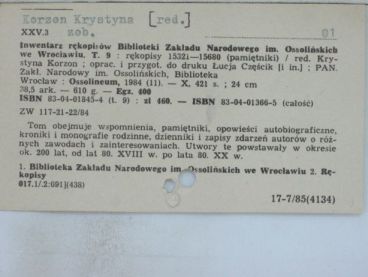 Korzon Krystyna [red.]
XXV.3 zob. 01
Inwentarz rękopisów Biblioteki Zakładu Narodowego im. Ossolińskich
we Wrocławiu, T. 9 : rękopisy 15321—15680 (pamiętniki) / red. Kry-
styna Korzon ; oprac. i przygot. do druku Łucja Częścik [i in.] ; PAN.
Zakł. Narodowy im. Ossolińskich, Biblioteka
Wrocław : Ossolineum, 1984 (11). — X, 421 s. ; 24 cm
38,5 ark. — 610 g. — Egz. 400
ISBN 83-04-01845-4 (t. 9) : zł 460. — ISBN 83-04-01366-5 (całość)
ZW 117-21-22/84
Tom obejmuje wspomnienia, pamiętniki, opowieści autobiograficzne,
kroniki i monografie rodzinne, dzienniki i zapisy zdarzeń autorów o róż-
nych zawodach i zainteresowaniach. Utwory te powstawały w okresie
ok. 200 lat, od lat 80. XVIII w. po lata 80. XX w.
1. Biblioteka Zakładu Narodowego im. Ossolińskich we Wrocławiu 2. Rę-
kopisy
017.1/.2:091](438)
17-7/85(4134)